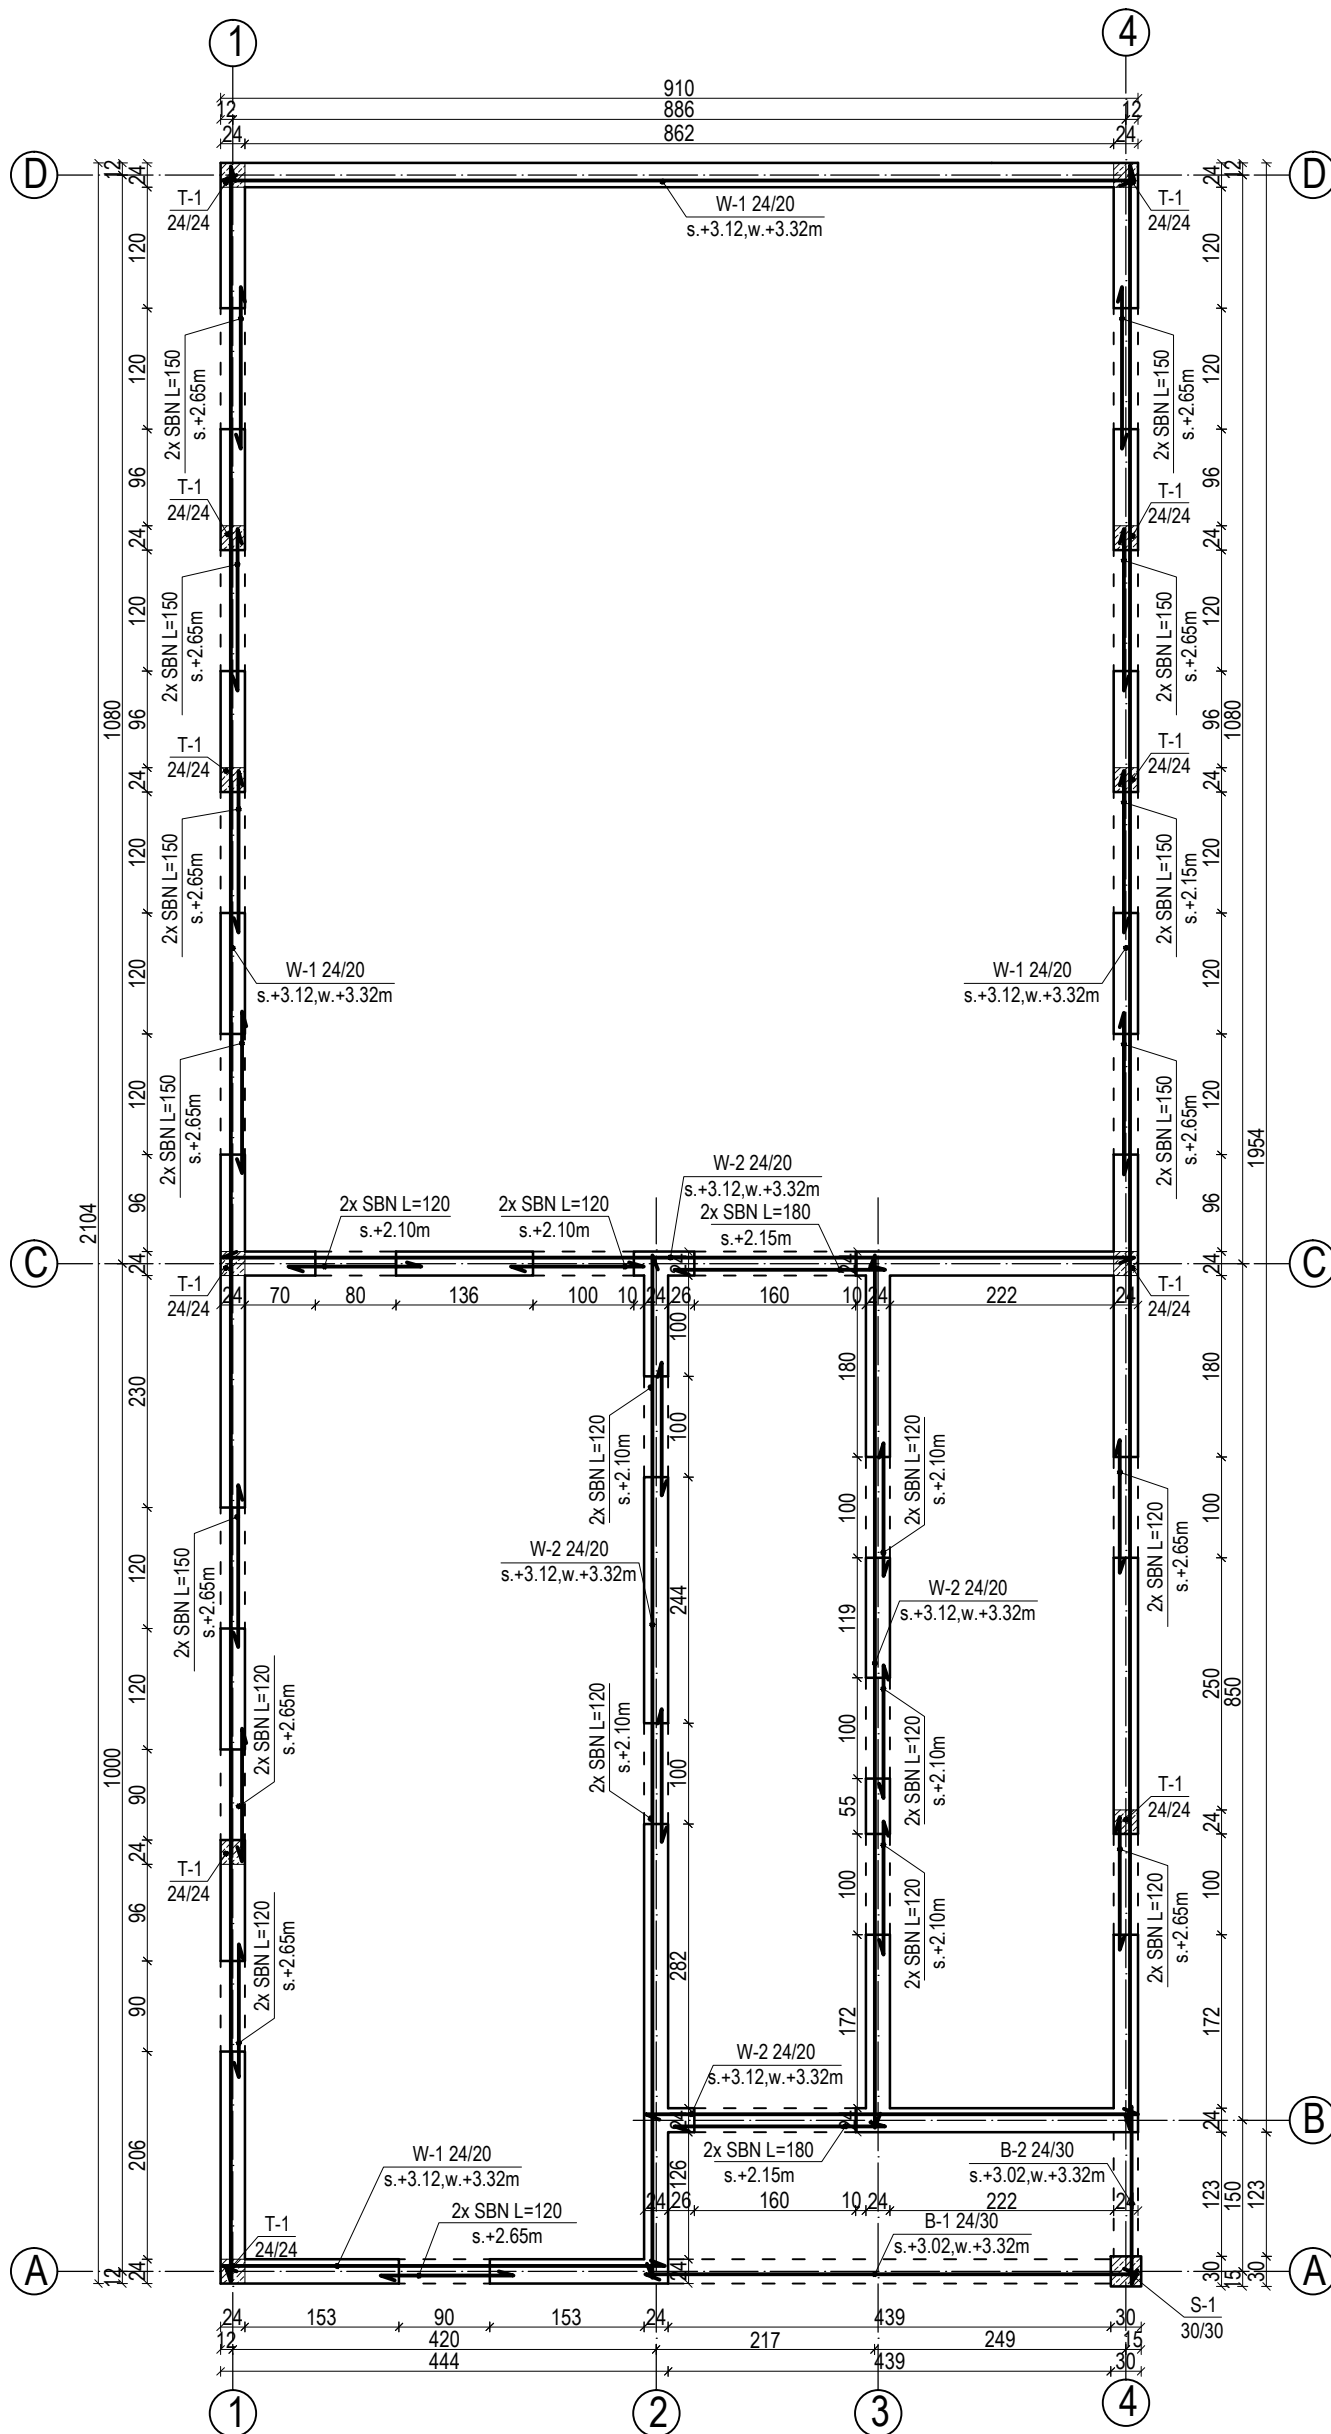 1
4
910
12
886
12
24
862
24
D
D
12
24
24
12
T-1
24/24
W-1 24/20
s.+3.12,w.+3.32m
T-1
24/24
120
120
2x SBN L=150
s.+2.65m
120
120
2x SBN L=150
s.+2.65m
96
96
T-1
24/24
T-1
24/24
24
24
2x SBN L=150
s.+2.65m
120
120
2x SBN L=150
s.+2.65m
1080
96
96
1080
T-1
24/24
T-1
24/24
24
24
2x SBN L=150
s.+2.65m
120
120
2x SBN L=150
s.+2.15m
W-1 24/20
s.+3.12,w.+3.32m
W-1 24/20
s.+3.12,w.+3.32m
120
120
2x SBN L=150
s.+2.65m
120
120
2x SBN L=150
s.+2.65m
1954
2104
96
96
W-2 24/20
s.+3.12,w.+3.32m
2x SBN L=120
s.+2.10m
2x SBN L=120
s.+2.10m
2x SBN L=180
s.+2.15m
C
C
24
24
24
24
T-1
24/24
T-1
24/24
24
70
80
136
100
10
24
26
160
10
24
222
24
230
100
180
180
2x SBN L=120
s.+2.10m
100
2x SBN L=120
s.+2.10m
100
100
2x SBN L=120
s.+2.65m
2x SBN L=150
s.+2.65m
120
W-2 24/20
s.+3.12,w.+3.32m
244
W-2 24/20
s.+3.12,w.+3.32m
119
250
850
120
2x SBN L=120
s.+2.65m
2x SBN L=120
s.+2.10m
100
100
2x SBN L=120
s.+2.10m
1000
90
55
T-1
24/24
24
24
T-1
24/24
96
100
100
2x SBN L=120
s.+2.10m
2x SBN L=120
s.+2.65m
2x SBN L=120
s.+2.65m
90
282
172
172
W-2 24/20
s.+3.12,w.+3.32m
B
24
24
24
206
W-1 24/20
s.+3.12,w.+3.32m
126
2x SBN L=180
s.+2.15m
B-2 24/30
s.+3.02,w.+3.32m
123
150
123
24
26
160
10
24
222
24
2x SBN L=120
s.+2.65m
B-1 24/30
s.+3.02,w.+3.32m
T-1
24/24
A
A
12
24
24
30
15
30
S-1
30/30
24
153
90
153
24
439
30
12
420
217
249
15
444
439
30
1
2
3
4